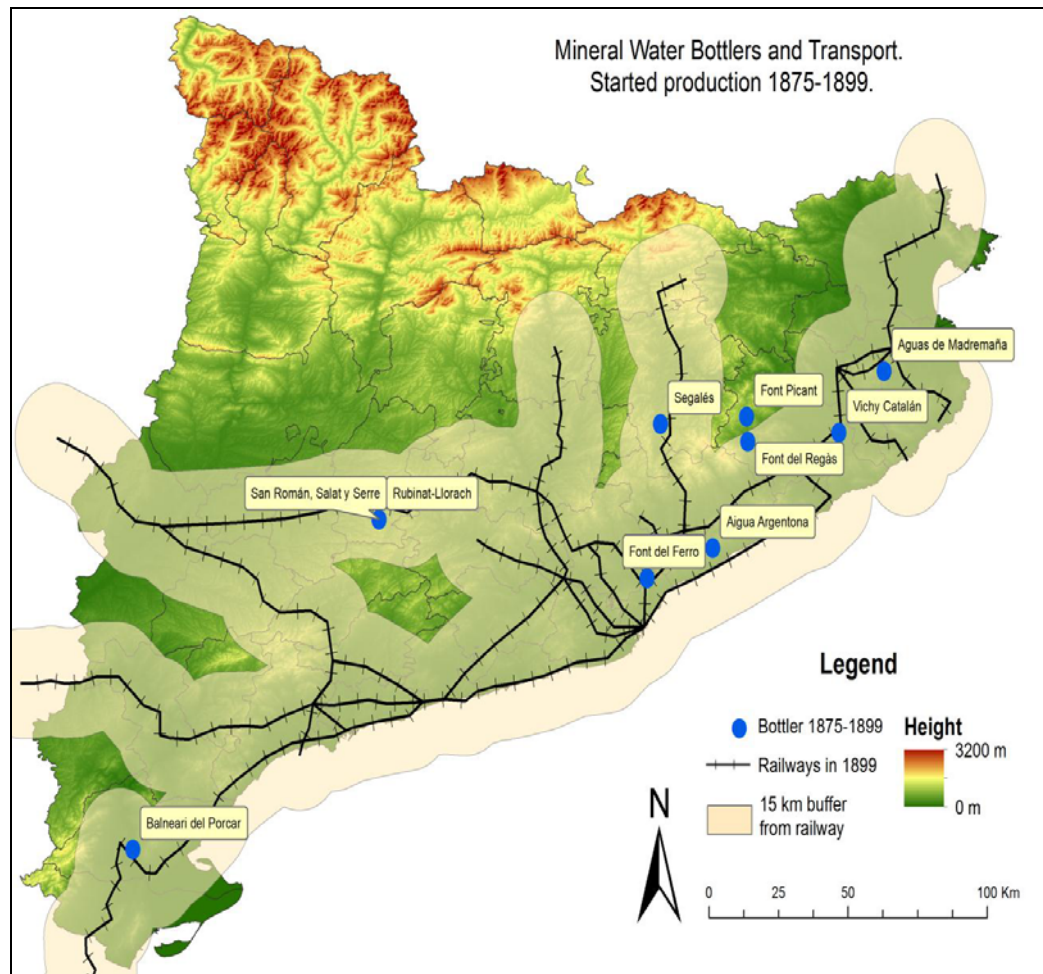 Mineral Water Bottlers and Transport.
Started production 1875-1899.
Aguas de Madremaña
Segalés
Font Picant
Vichy Catalán
Font del Regàs
San Román, Salat y Serre
Rubinat-Llorach
Aigua Argentona
Font del Ferro
Balneari del Porcar
Legend
Bottler 1875-1899
Railways in 1899
15 km buffer
from railway
Height
3200 m
0 m
N
0 25 50 100 Km